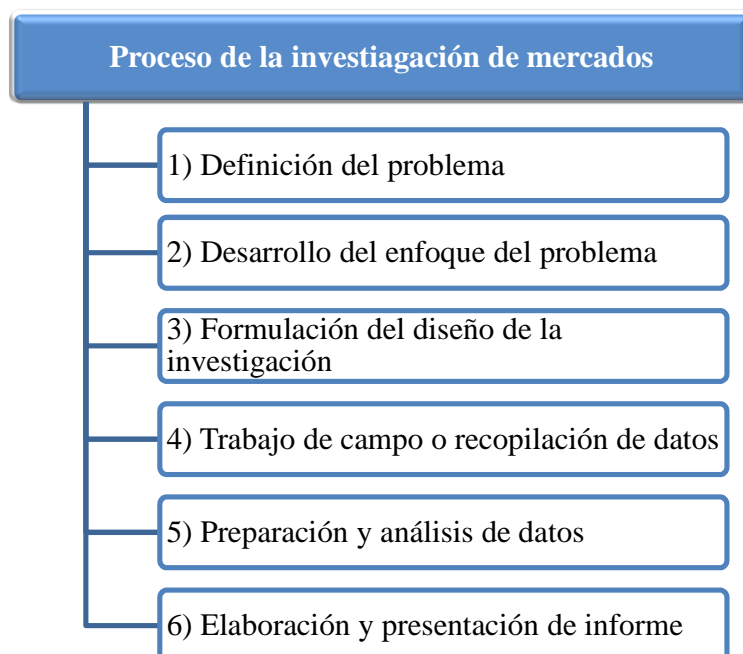 Proceso de la investiagación de mercados
1) Definición del problema
2) Desarrollo del enfoque del problema
3) Formulación del diseño de la
investigación
4) Trabajo de campo o recopilación de datos
5) Preparación y análisis de datos
6) Elaboración y presentación de informe